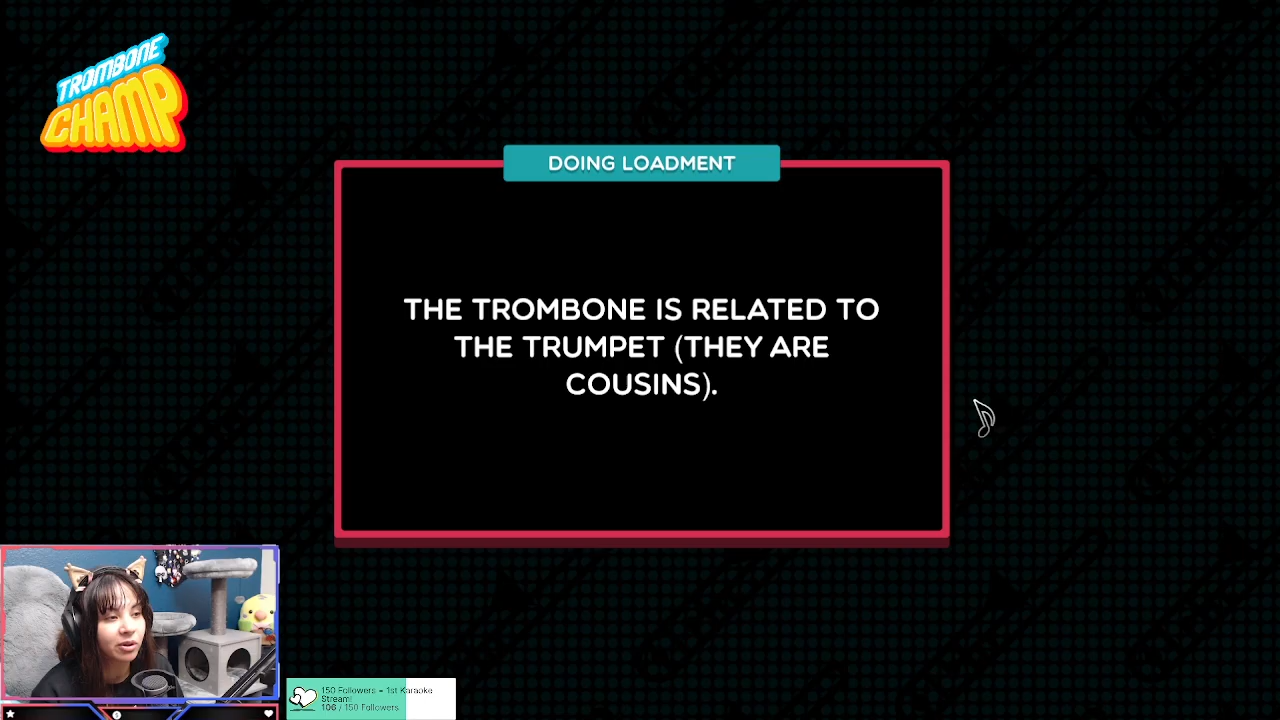 TROMBONE
CHAMP
DOING LOADMENT
THE TROMBONE IS RELATED TO
THE TRUMPET (THEY ARE
COUSINS).
150 Followers = 1st Karaoke
Stream!
106 / 150 Followers